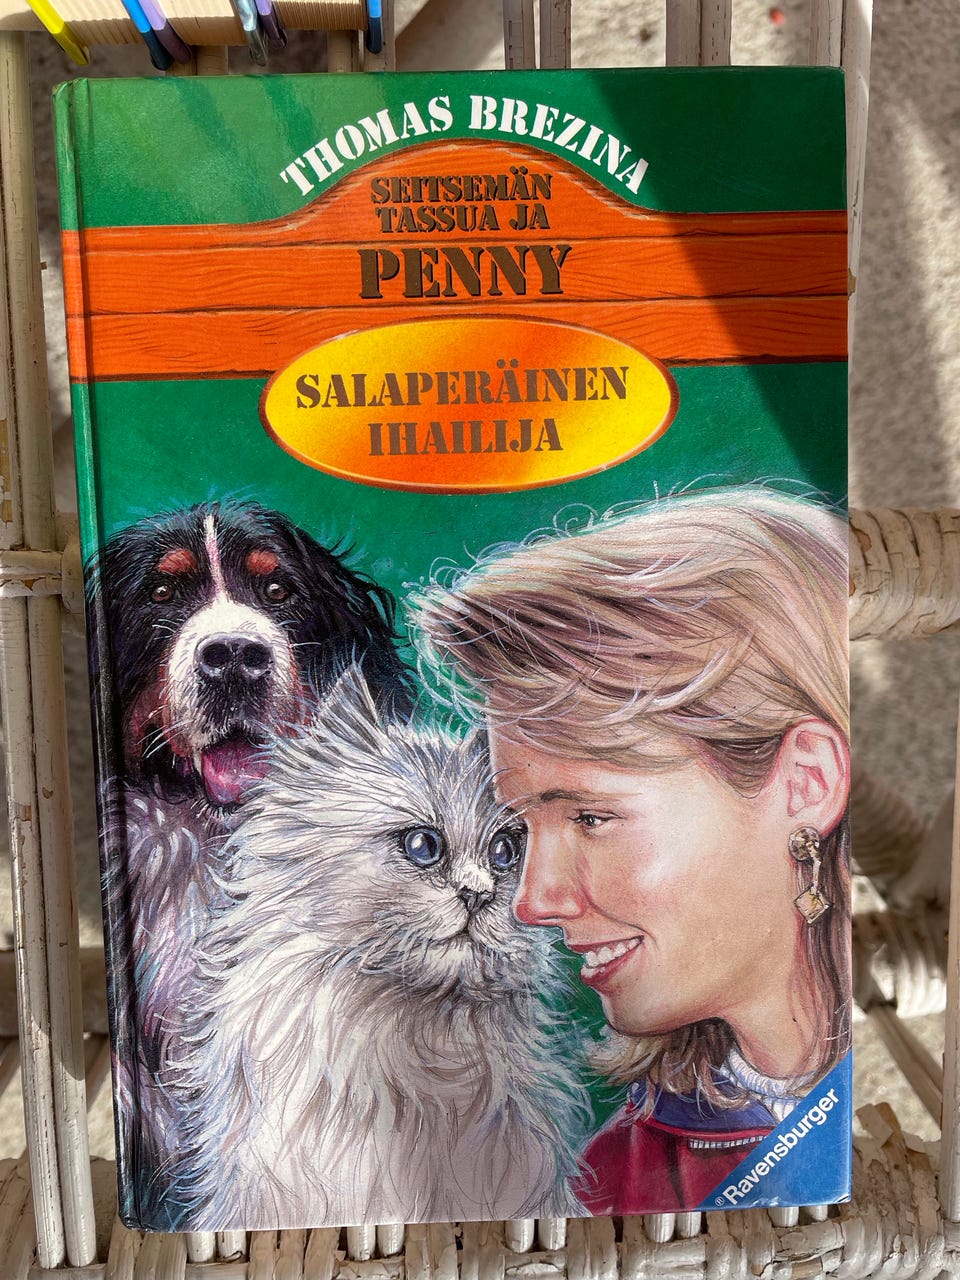 THOMAS BREZINA
SEITSEMÄN
TASSUA JA
PENNY
SALAPERÄINEN
IHAILIJA
® Ravensburger